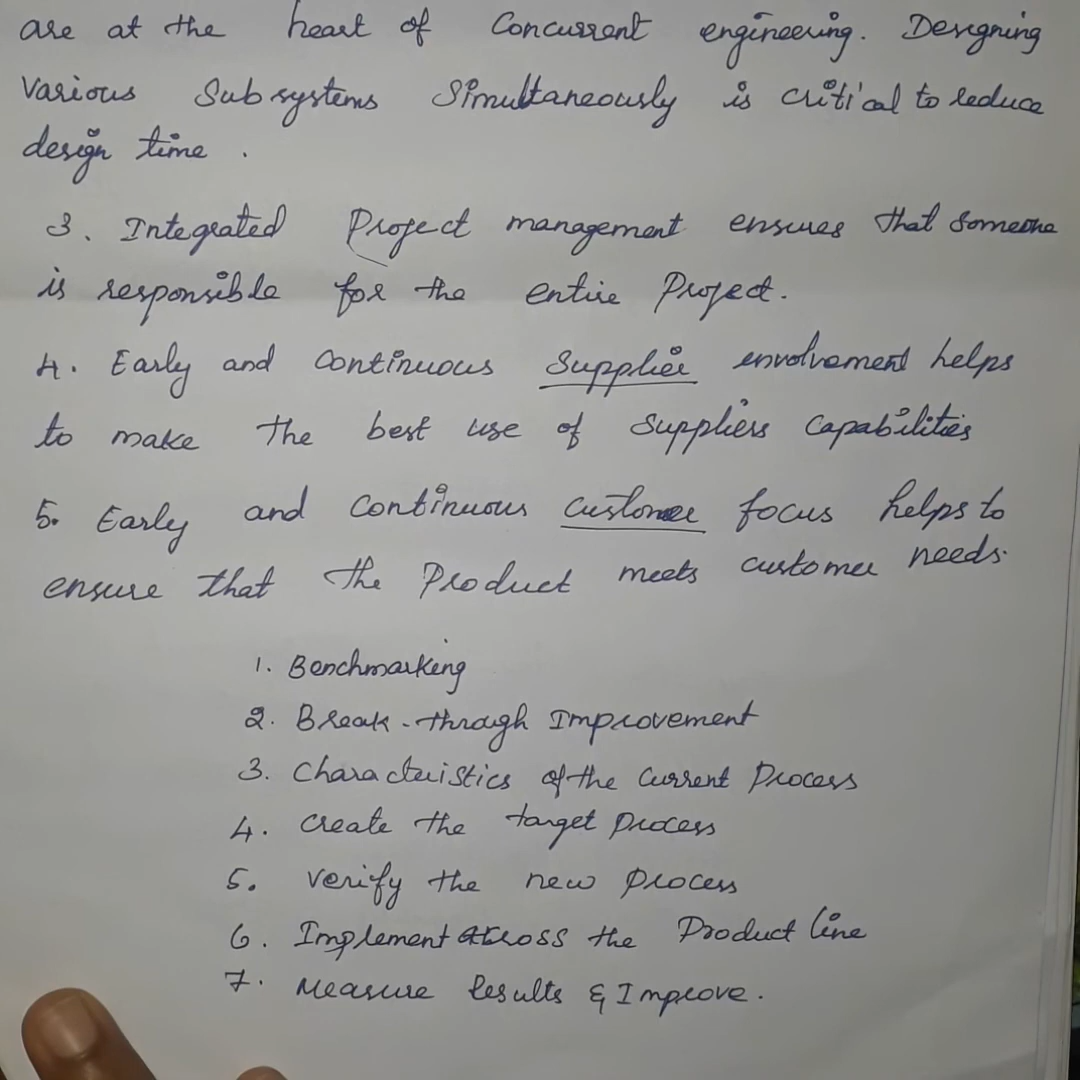 are at the heart of Concurrent engineering. Designing
Various Subsystems Simultaneously is critical to reduce
design time .
3. Integrated Project management ensures that Someone
is responsible for the entire Project.
4. Early and Continuous Supplier involvement helps
to make the best use of Suppliers Capabilities
5. Early and Continuous Customer focus helps to
ensure that the Product meets customer needs.
1. Benchmarking
2. Break-through Improvement
3. Characteristics of the Current Process
4. Create the target Process
5. Verify the new process
6. Implement across the Product line
7. Measure Results & Improve.